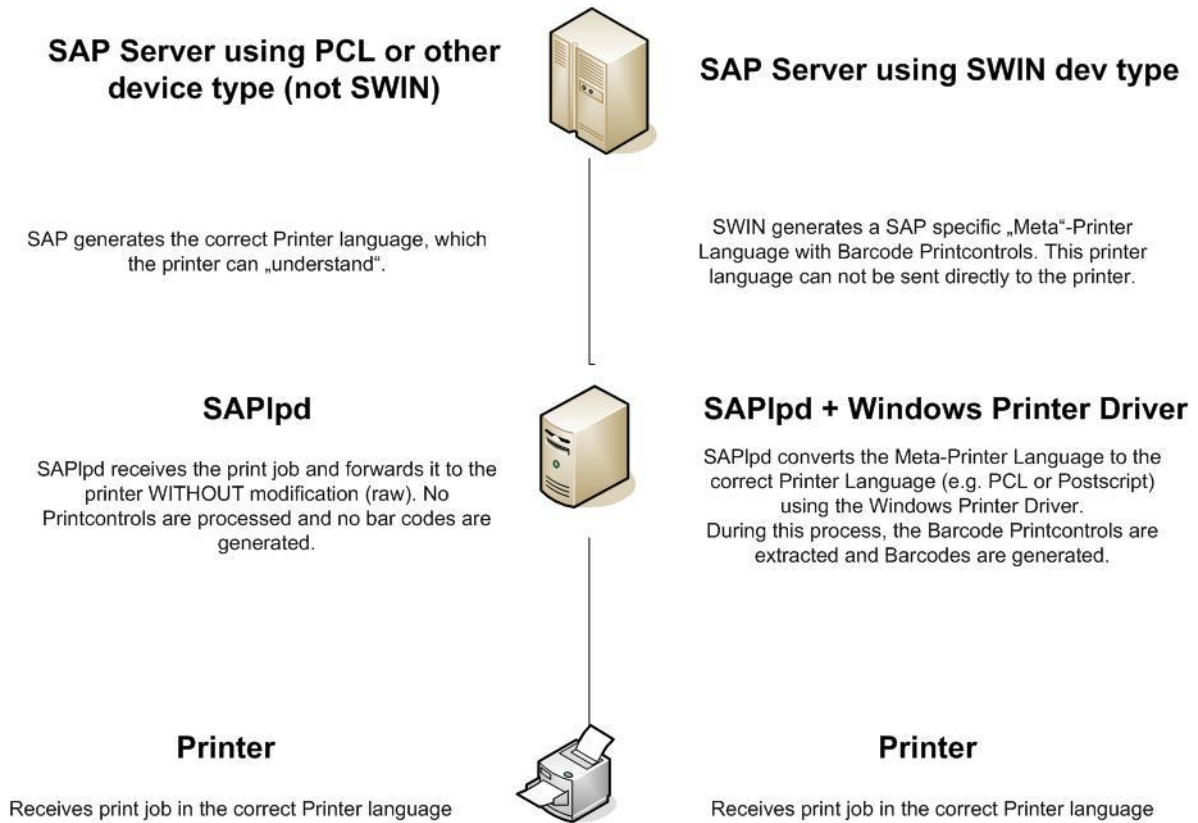 SAP Server using PCL or other
device type (not SWIN)
SAP Server using SWIN dev type
SAP generates the correct Printer language, which
the printer can „understand“.
SWIN generates a SAP specific „Meta“-Printer
Language with Barcode Printcontrols. This printer
language can not be sent directly to the printer.
SAPlpd
SAPlpd receives the print job and forwards it to the
printer WITHOUT modification (raw). No
Printcontrols are processed and no bar codes are
generated.
SAPlpd + Windows Printer Driver
SAPlpd converts the Meta-Printer Language to the
correct Printer Language (e.g. PCL or Postscript)
using the Windows Printer Driver.
During this process, the Barcode Printcontrols are
extracted and Barcodes are generated.
Printer
Receives print job in the correct Printer language
Printer
Receives print job in the correct Printer language